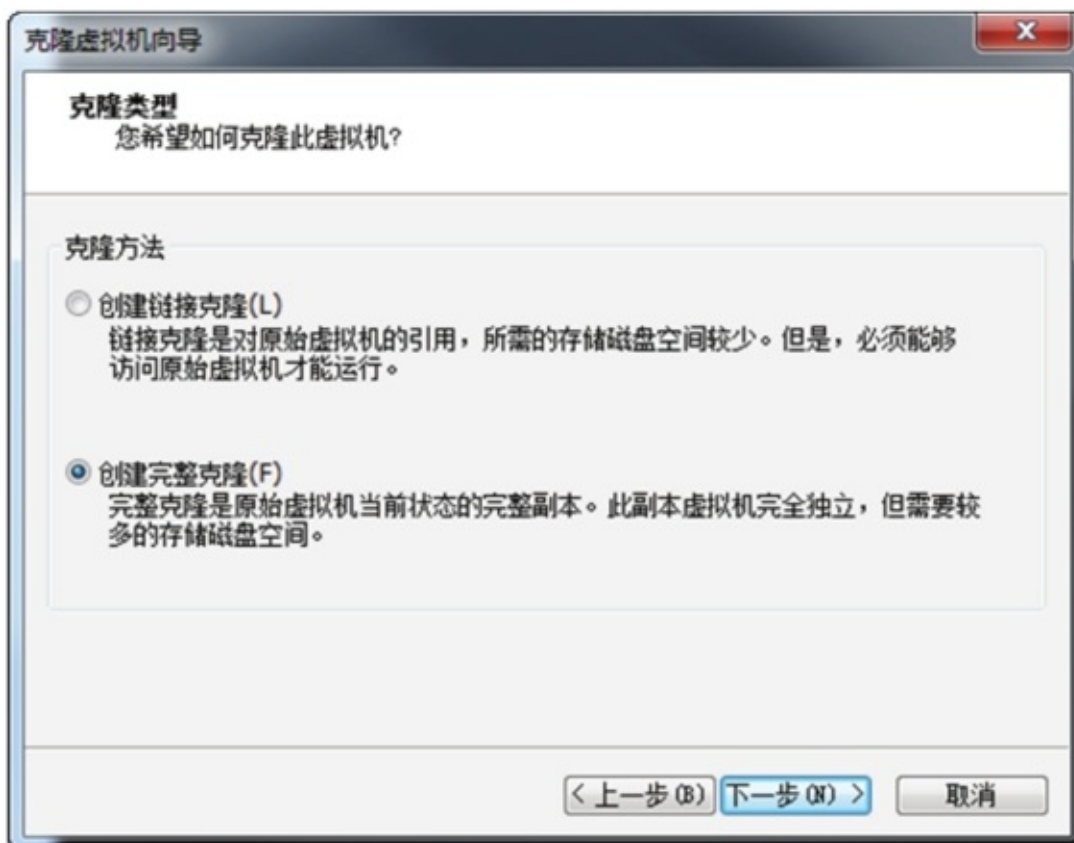 克隆虚拟机向导
克隆类型
您希望如何克隆此虚拟机?
克隆方法
创建链接克隆(L)
链接克隆是对原始虚拟机的引用，所需的存储磁盘空间较少。但是，必须能够
访问原始虚拟机才能运行。
创建完整克隆(F)
完整克隆是原始虚拟机当前状态的完整副本。此副本虚拟机完全独立，但需要较
多的存储磁盘空间。
< 上一步(B) 下一步(N) > 取消